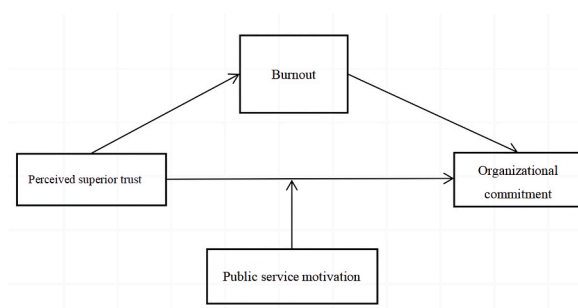 Burnout
Perceived superior trust
Organizational
commitment
Public service motivation